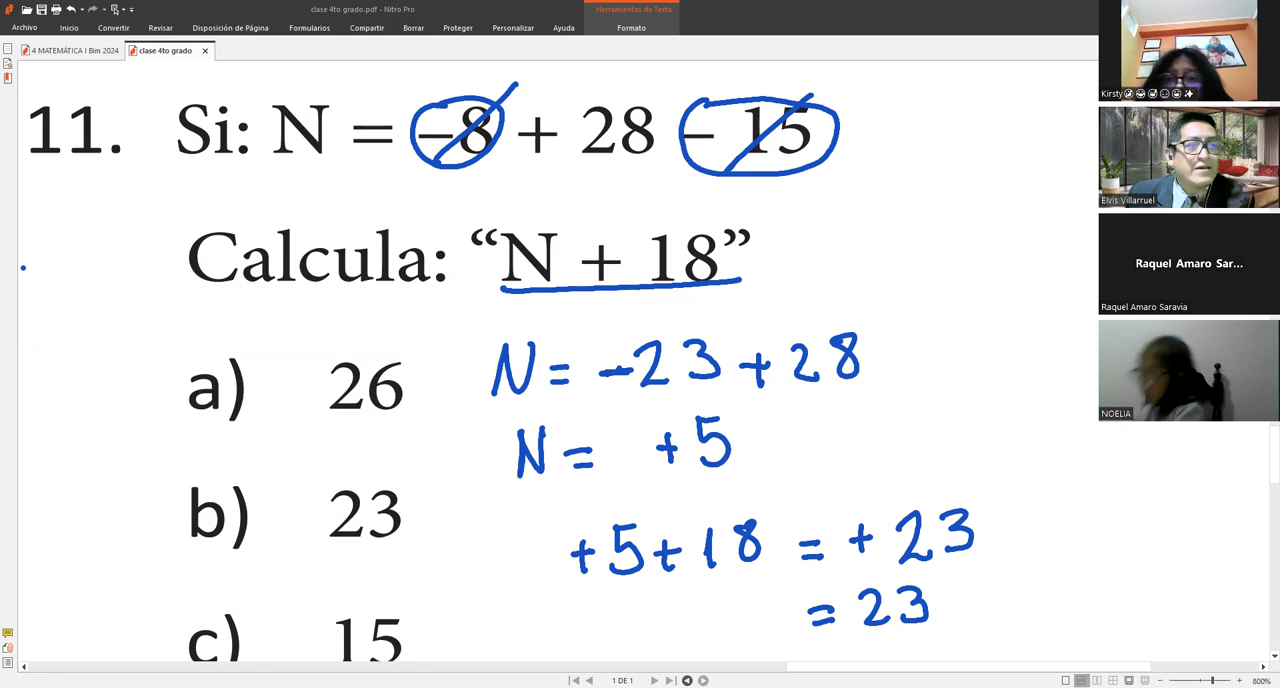 clase 4to grado.pdf - Nitro Pro
Herramientas de Texto
Archivo Inicio Convertir Revisar Disposición de Página Formularios Compartir Borrar Proteger Personalizar Ayuda Formato
4 MATEMÁTICA I Bim 2024 clase 4to grado
11. Si: N = –8 + 28 – 15
Calcula: “N + 18”
a) 26
N = -23 + 28
N = +5
b) 23
+5 + 18 = + 23
= 23
c) 15
Kirsty
Elvis Villarruel
Raquel Amaro Sar...
Raquel Amaro Saravia
NOELIA
1 DE 1
800%